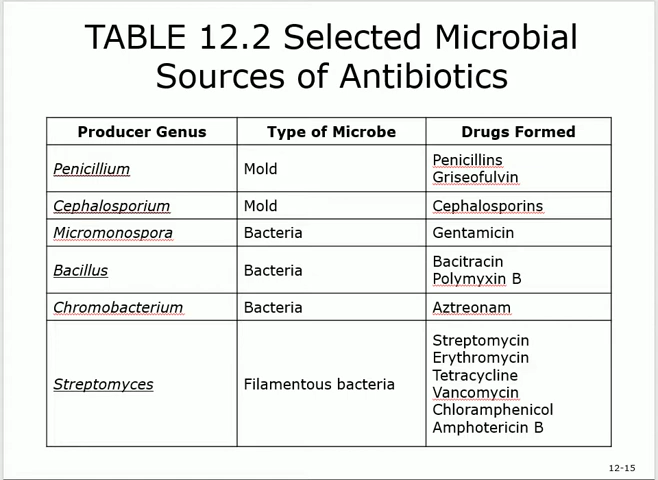 TABLE 12.2 Selected Microbial
Sources of Antibiotics
Producer Genus Type of Microbe Drugs Formed
Penicillium Mold Penicillins
Griseofulvin
Cephalosporium Mold Cephalosporins
Micromonospora Bacteria Gentamicin
Bacillus Bacteria Bacitracin
Polymyxin B
Chromobacterium Bacteria Aztreonam
Streptomyces Filamentous bacteria Streptomycin
Erythromycin
Tetracycline
Vancomycin
Chloramphenicol
Amphotericin B
12-15